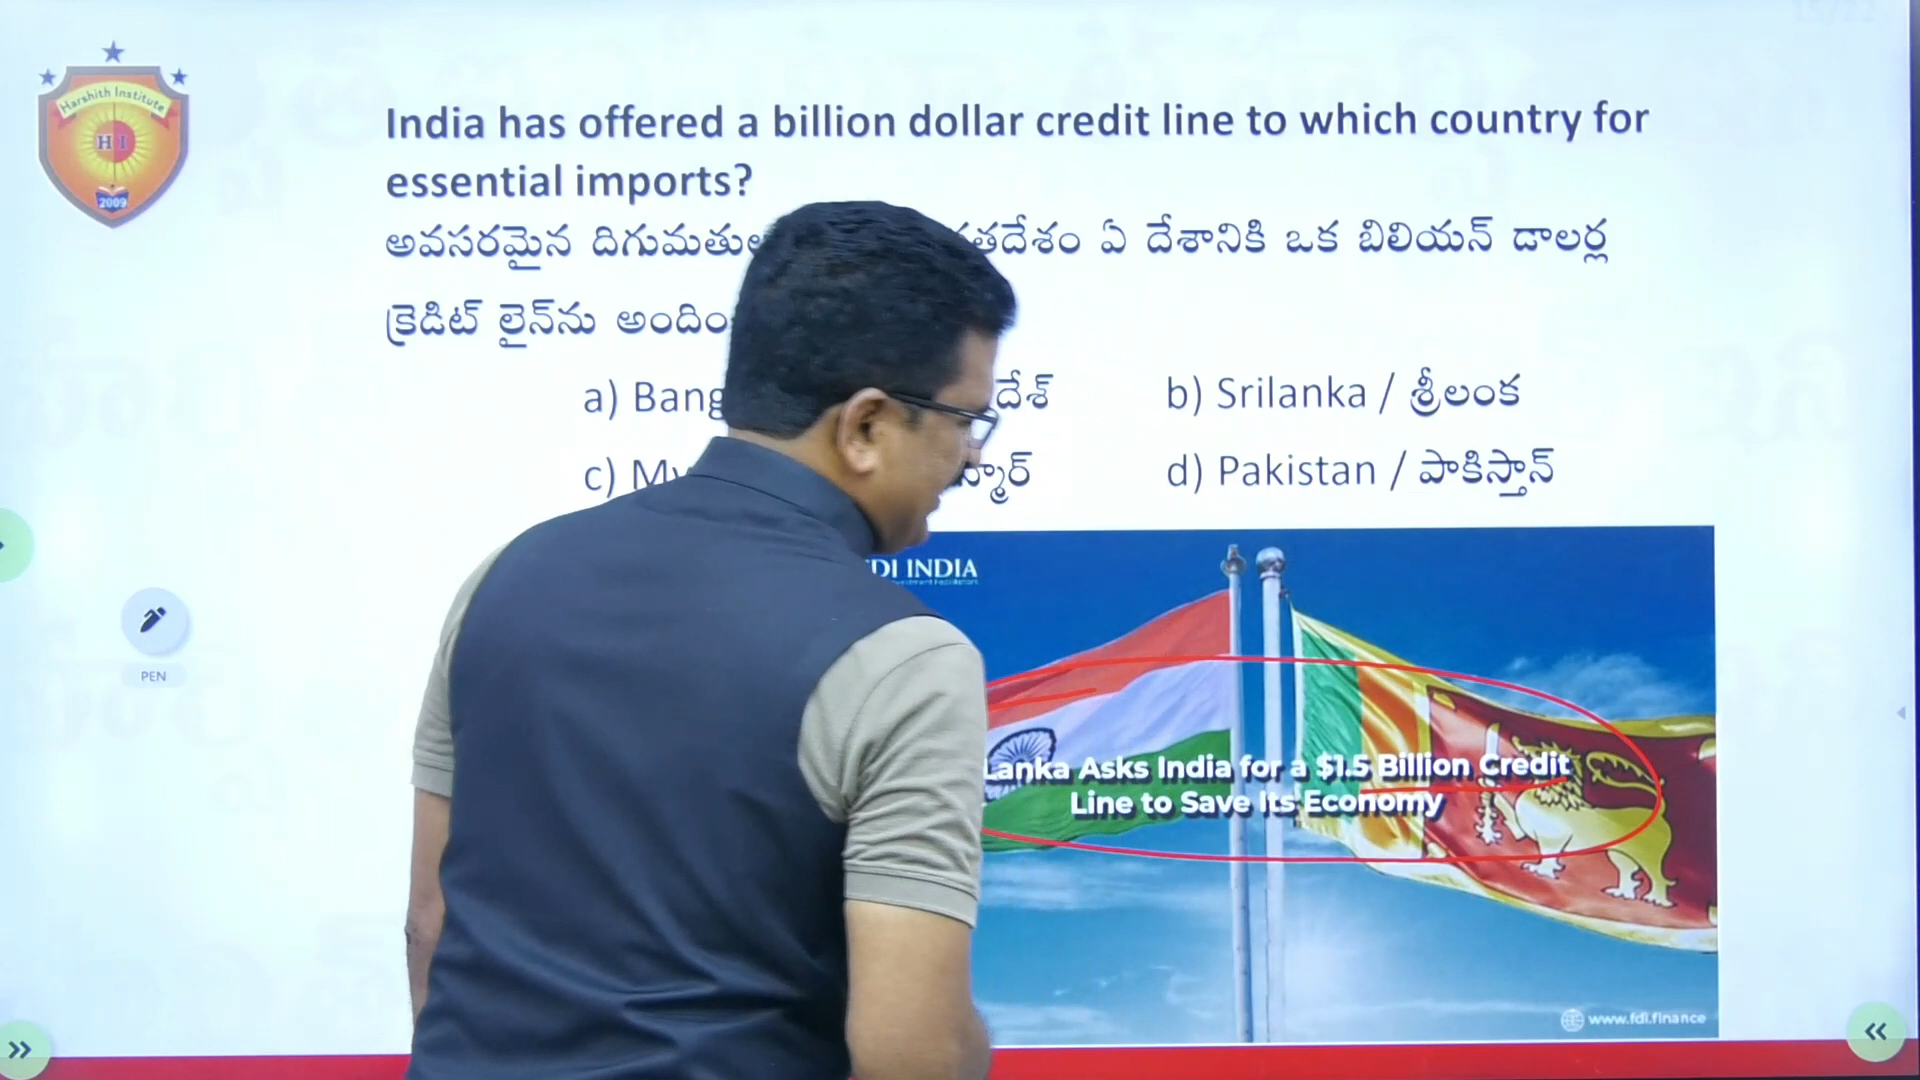 Harshith Institute
H I
2009
India has offered a billion dollar credit line to which country for
essential imports?
అవసరమైన దిగుమతుల తదేశం ఏ దేశానికి ఒక బిలియన్ డాలర్ల
క్రెడిట్ లైన్‌ను అందిం
a) Bang దేశ్ b) Srilanka / శ్రీలంక
c) My న్మార్ d) Pakistan / పాకిస్తాన్
DI INDIA
Lanka Asks India for a $1.5 Billion Credit
Line to Save Its Economy
www.fdi.finance
PEN